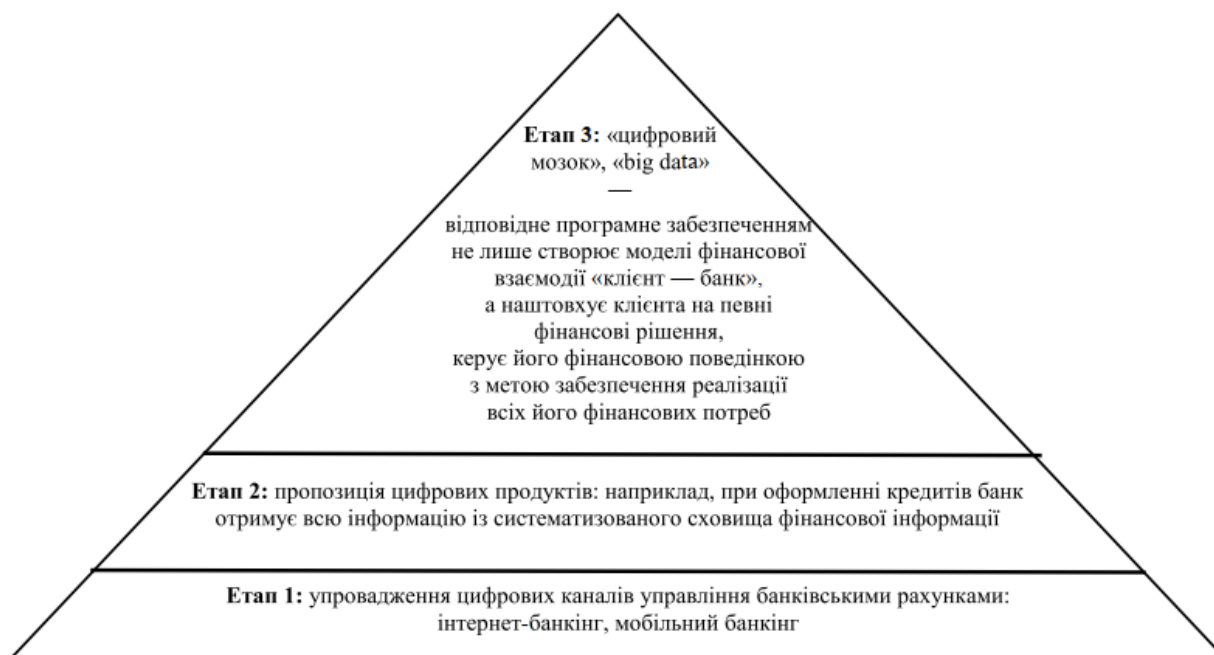 Етап 3: «цифровий
мозок», «big data»
—
відповідне програмне забезпеченням
не лише створює моделі фінансової
взаємодії «клієнт — банк»,
а наштовхує клієнта на певні
фінансові рішення,
керує його фінансовою поведінкою
з метою забезпечення реалізації
всіх його фінансових потреб
Етап 2: пропозиція цифрових продуктів: наприклад, при оформленні кредитів банк
отримує всю інформацію із систематизованого сховища фінансової інформації
Етап 1: упровадження цифрових каналів управління банківськими рахунками:
інтернет-банкінг, мобільний банкінг